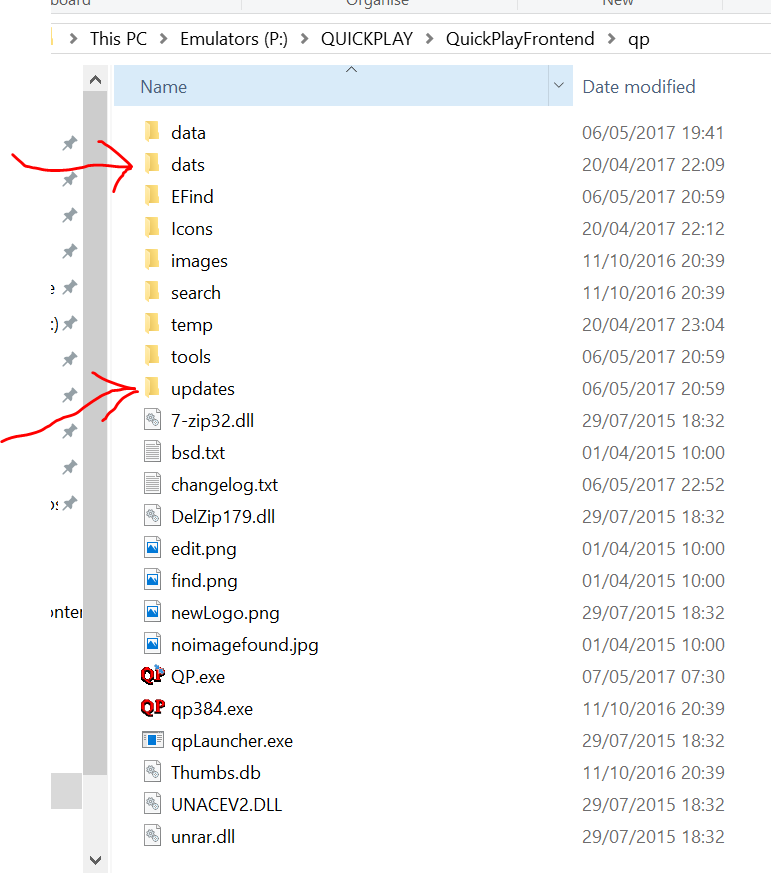 board Organise New
This PC > Emulators (P:) > QUICKPLAY > QuickPlayFrontend > qp
Name Date modified
data 06/05/2017 19:41
dats 20/04/2017 22:09
EFind 06/05/2017 20:59
Icons 20/04/2017 22:12
images 11/10/2016 20:39
e search 11/10/2016 20:39
:) temp 20/04/2017 23:04
tools 06/05/2017 20:59
updates 06/05/2017 20:59
7-zip32.dll 29/07/2015 18:32
bsd.txt 01/04/2015 10:00
changelog.txt 06/05/2017 22:52
DelZip179.dll 29/07/2015 18:32
edit.png 01/04/2015 10:00
find.png 01/04/2015 10:00
onter newLogo.png 29/07/2015 18:32
noimagefound.jpg 01/04/2015 10:00
QP QP.exe 07/05/2017 07:30
QP qp384.exe 11/10/2016 20:39
qpLauncher.exe 29/07/2015 18:32
Thumbs.db 11/10/2016 20:39
UNACEV2.DLL 29/07/2015 18:32
unrar.dll 29/07/2015 18:32